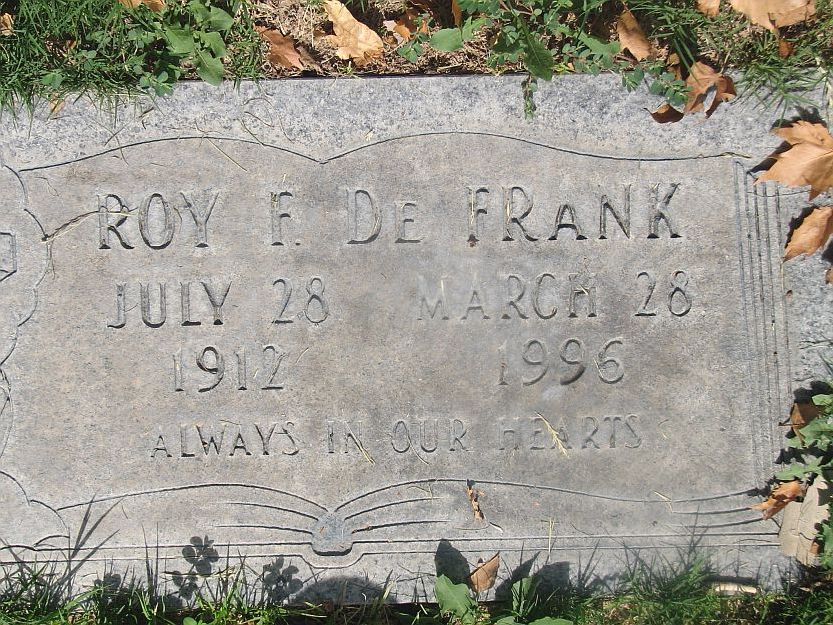 ROY F. DE FRANK
JULY 28 MARCH 28
1912 1996
ALWAYS IN OUR HEARTS